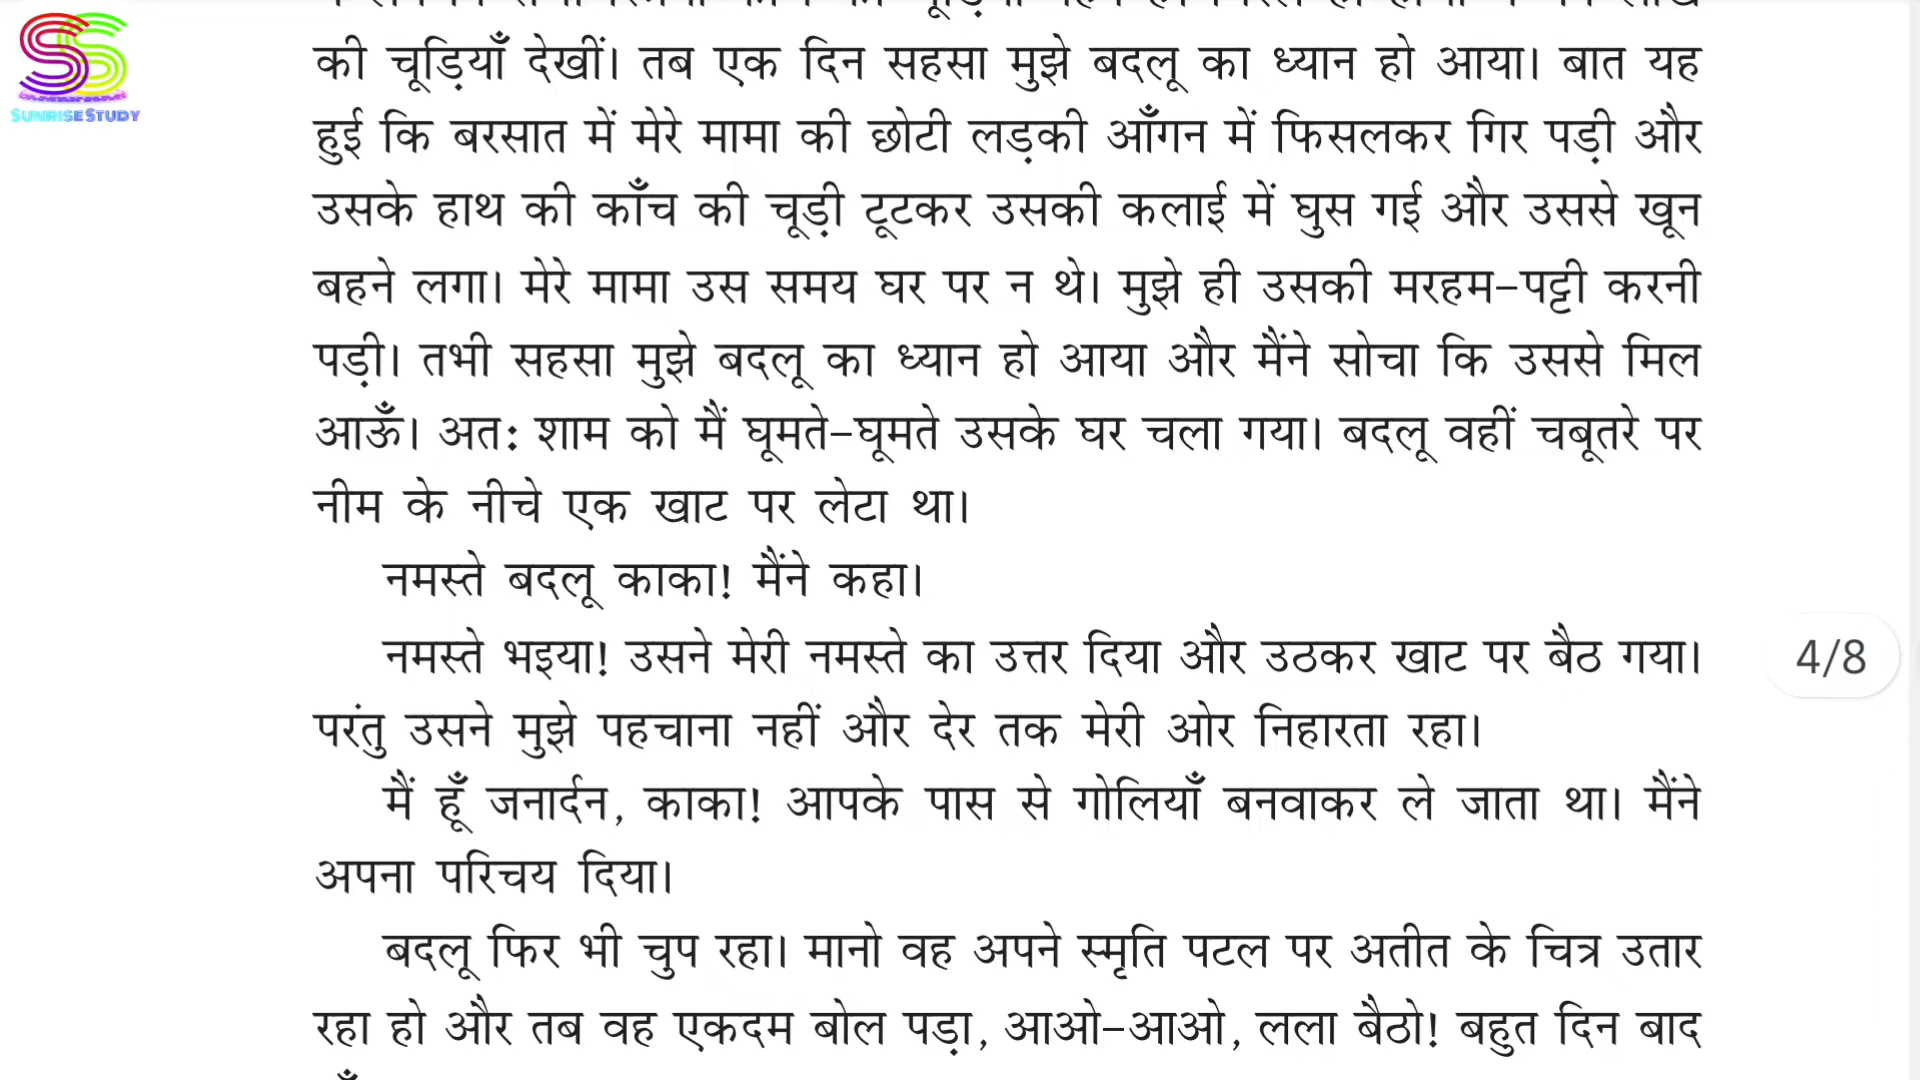 SUNRISESTUDY
की चूड़ियाँ देखीं। तब एक दिन सहसा मुझे बदलू का ध्यान हो आया। बात यह
हुई कि बरसात में मेरे मामा की छोटी लड़की आँगन में फिसलकर गिर पड़ी और
उसके हाथ की काँच की चूड़ी टूटकर उसकी कलाई में घुस गई और उससे खून
बहने लगा। मेरे मामा उस समय घर पर न थे। मुझे ही उसकी मरहम-पट्टी करनी
पड़ी। तभी सहसा मुझे बदलू का ध्यान हो आया और मैंने सोचा कि उससे मिल
आऊँ। अत: शाम को मैं घूमते-घूमते उसके घर चला गया। बदलू वहीं चबूतरे पर
नीम के नीचे एक खाट पर लेटा था।
नमस्ते बदलू काका! मैंने कहा।
नमस्ते भइया! उसने मेरी नमस्ते का उत्तर दिया और उठकर खाट पर बैठ गया।
4/8
परंतु उसने मुझे पहचाना नहीं और देर तक मेरी ओर निहारता रहा।
मैं हूँ जनार्दन, काका! आपके पास से गोलियाँ बनवाकर ले जाता था। मैंने
अपना परिचय दिया।
बदलू फिर भी चुप रहा। मानो वह अपने स्मृति पटल पर अतीत के चित्र उतार
रहा हो और तब वह एकदम बोल पड़ा, आओ-आओ, लला बैठो! बहुत दिन बाद